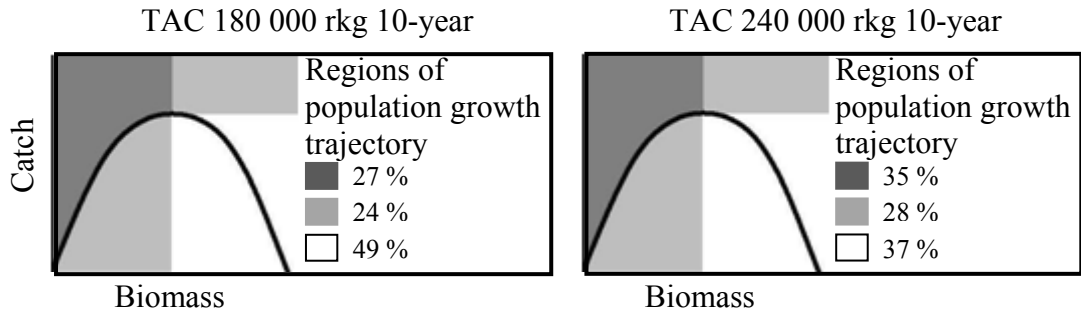 TAC 180 000 rkg 10-year
Catch
Regions of
population growth
trajectory
27 %
24 %
49 %
Biomass
TAC 240 000 rkg 10-year
Regions of
population growth
trajectory
35 %
28 %
37 %
Biomass